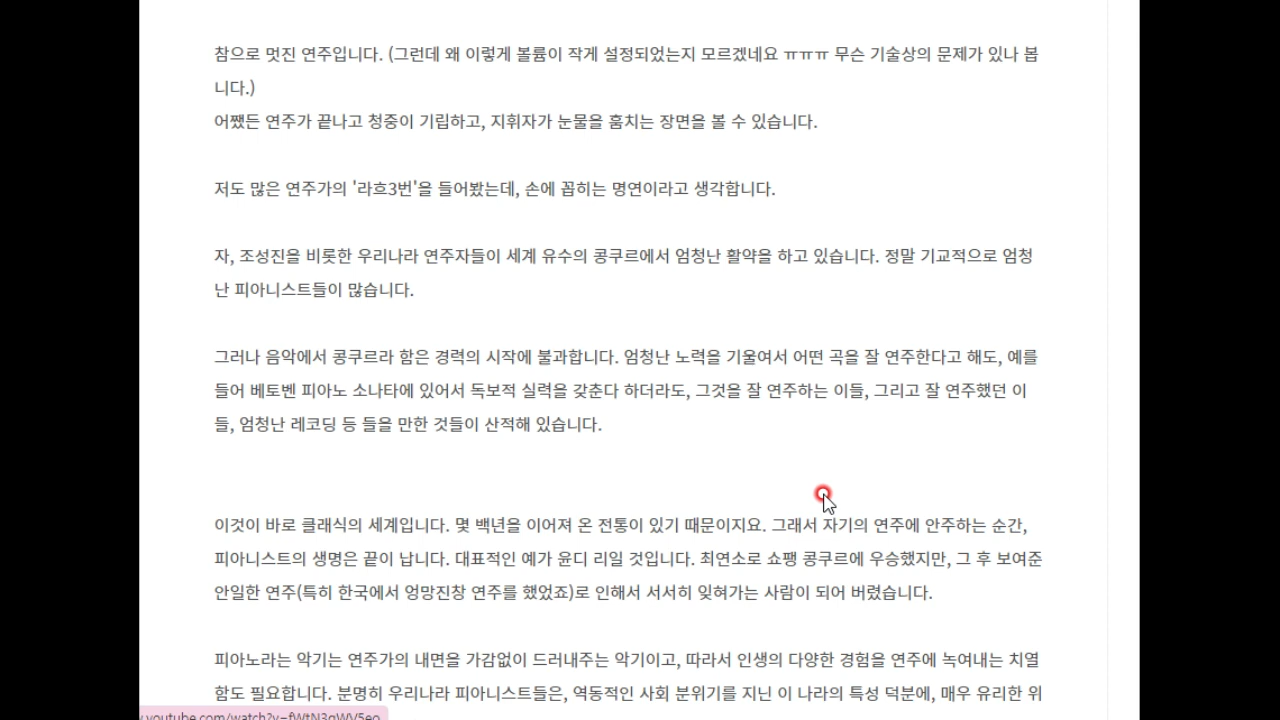 참으로 멋진 연주입니다. (그런데 왜 이렇게 볼륨이 작게 설정되었는지 모르겠네요 ㅠㅠㅠ 무슨 기술상의 문제가 있나 봅
니다.)
어쨌든 연주가 끝나고 청중이 기립하고, 지휘자가 눈물을 훔치는 장면을 볼 수 있습니다.
저도 많은 연주가의 '라흐3번'을 들어봤는데, 손에 꼽히는 명연이라고 생각합니다.
자, 조성진을 비롯한 우리나라 연주자들이 세계 유수의 콩쿠르에서 엄청난 활약을 하고 있습니다. 정말 기교적으로 엄청
난 피아니스트들이 많습니다.
그러나 음악에서 콩쿠르라 함은 경력의 시작에 불과합니다. 엄청난 노력을 기울여서 어떤 곡을 잘 연주한다고 해도, 예를
들어 베토벤 피아노 소나타에 있어서 독보적 실력을 갖춘다 하더라도, 그것을 잘 연주하는 이들, 그리고 잘 연주했던 이
들, 엄청난 레코딩 등 들을 만한 것들이 산적해 있습니다.
이것이 바로 클래식의 세계입니다. 몇 백년을 이어져 온 전통이 있기 때문이지요. 그래서 자기의 연주에 안주하는 순간,
피아니스트의 생명은 끝이 납니다. 대표적인 예가 윤디 리일 것입니다. 최연소로 쇼팽 콩쿠르에 우승했지만, 그 후 보여준
안일한 연주(특히 한국에서 엉망진창 연주를 했었죠)로 인해서 서서히 잊혀가는 사람이 되어 버렸습니다.
피아노라는 악기는 연주가의 내면을 가감없이 드러내주는 악기이고, 따라서 인생의 다양한 경험을 연주에 녹여내는 치열
함도 필요합니다. 분명히 우리나라 피아니스트들은, 역동적인 사회 분위기를 지닌 이 나라의 특성 덕분에, 매우 유리한 위